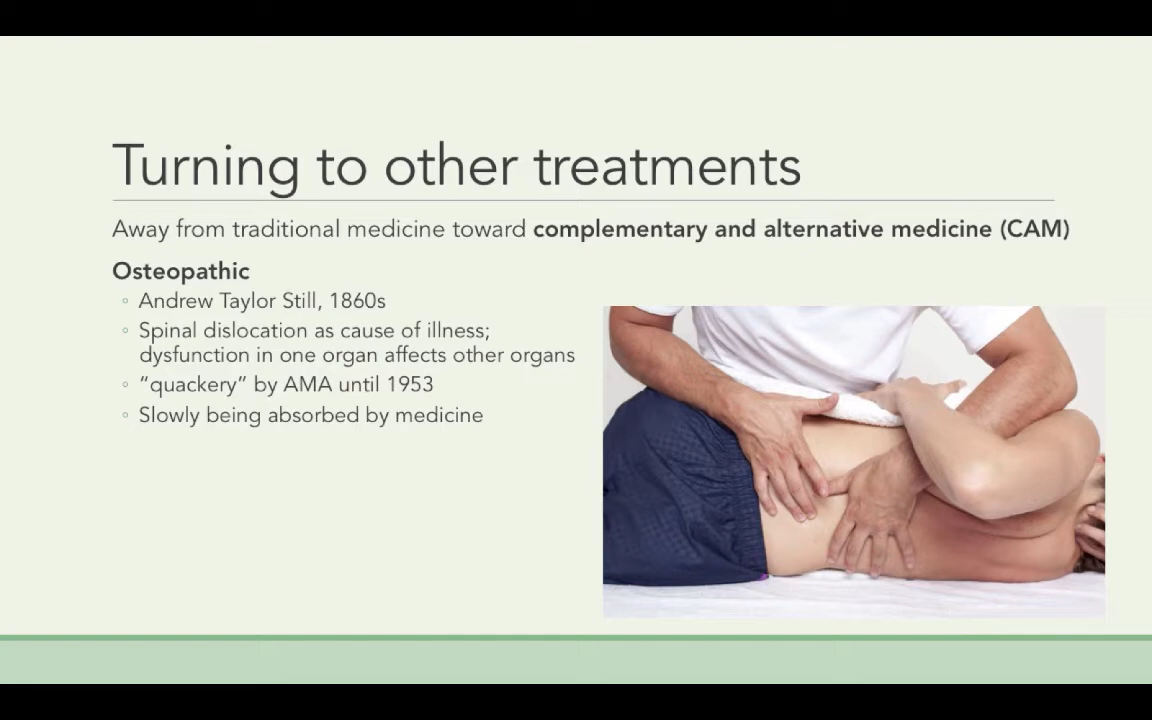 Turning to other treatments
Away from traditional medicine toward complementary and alternative medicine (CAM)
Osteopathic
◦ Andrew Taylor Still, 1860s
◦ Spinal dislocation as cause of illness;
dysfunction in one organ affects other organs
◦ “quackery” by AMA until 1953
◦ Slowly being absorbed by medicine